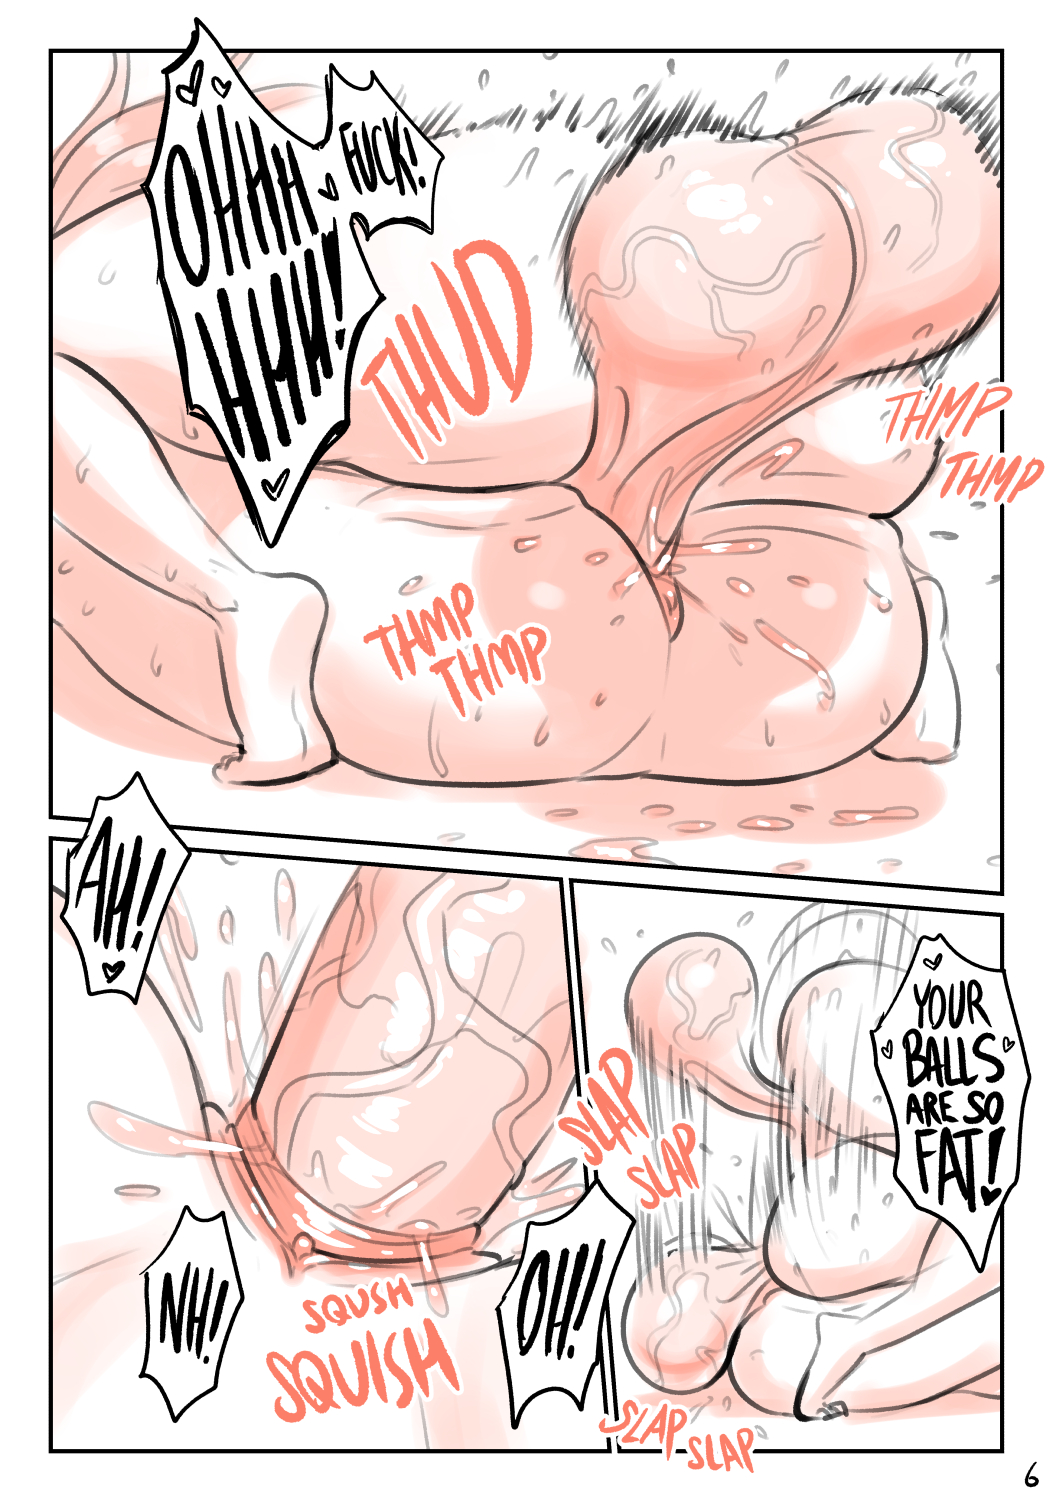 OHHH
HHH!
FUCK!
THUD
THMP
THMP
THMP
THMP
AH!
NH!
SQUSH
SQUISH
OH!!
YOUR
BALLS
ARE SO
FAT!
SLAP
SLAP
SLAP
SLAP
6